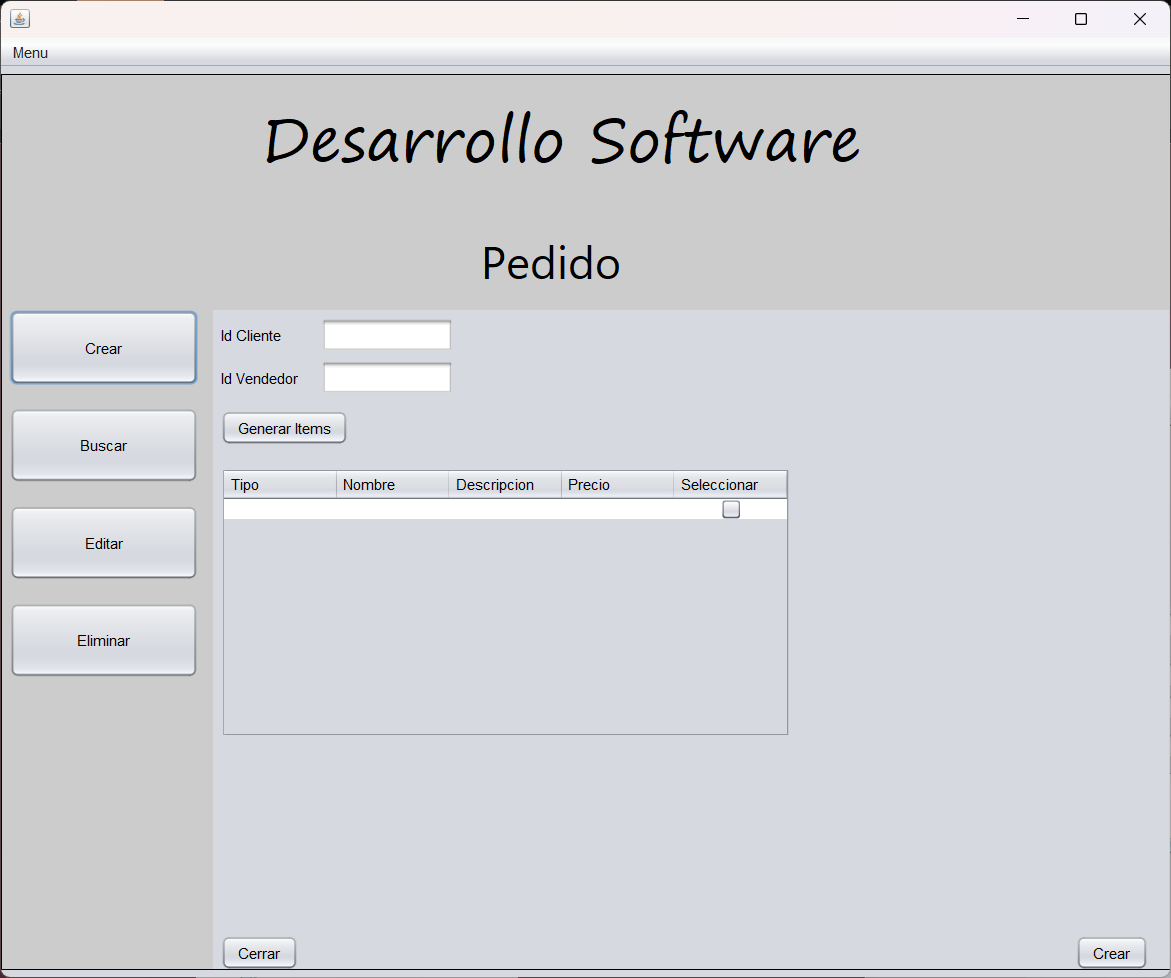 Menu
Desarrollo Software
Pedido
Crear
Buscar
Editar
Eliminar
Id Cliente
Id Vendedor
Generar Items
Tipo Nombre Descripcion Precio Seleccionar
Cerrar Crear